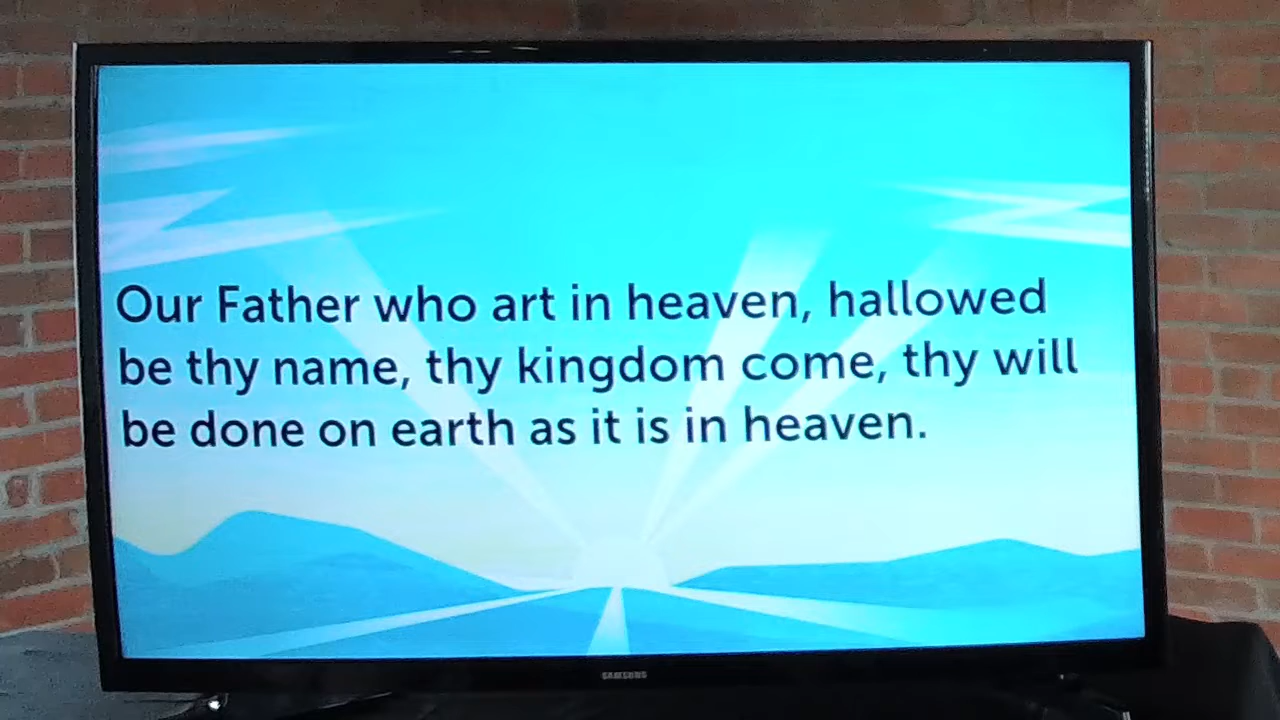 Our Father who art in heaven, hallowed
be thy name, thy kingdom come, thy will
be done on earth as it is in heaven.
SAMSUNG